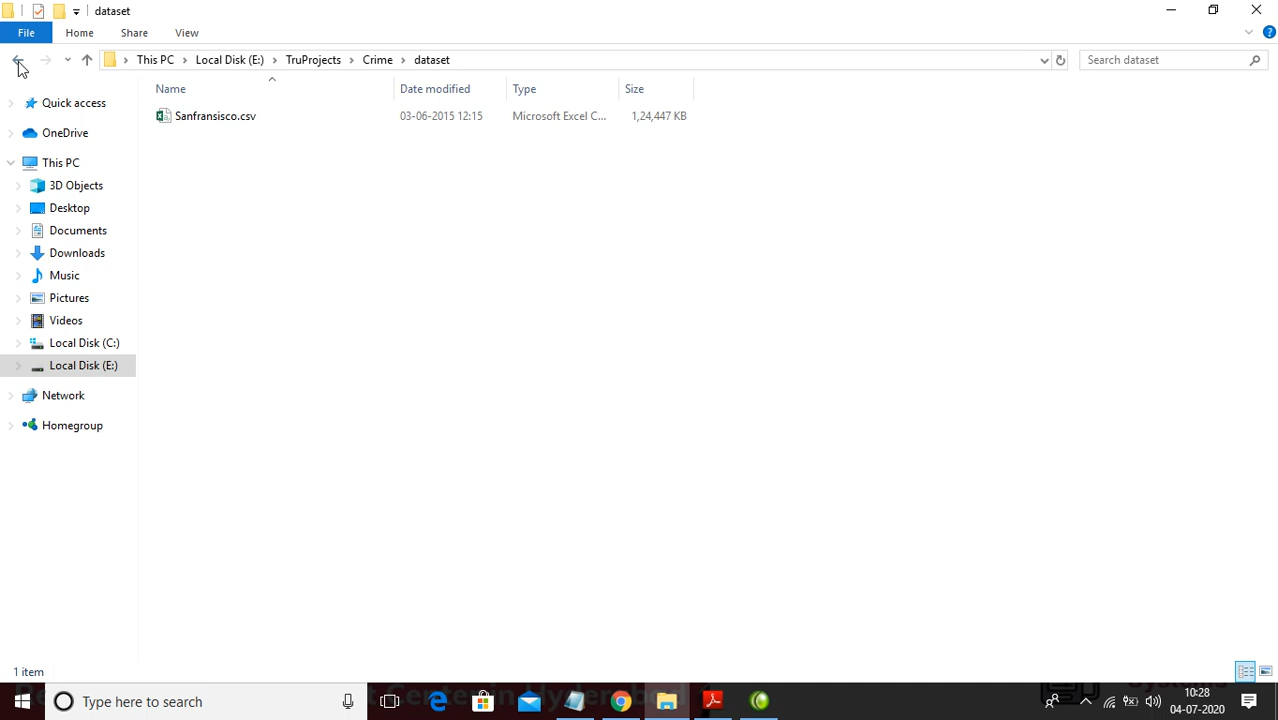 dataset
File Home Share View
This PC Local Disk (E:) TruProjects Crime dataset Search dataset
Name Date modified Type Size
Sanfransisco.csv 03-06-2015 12:15 Microsoft Excel C... 1,24,447 KB
Quick access
OneDrive
This PC
3D Objects
Desktop
Documents
Downloads
Music
Pictures
Videos
Local Disk (C:)
Local Disk (E:)
Network
Homegroup
1 item
Type here to search
10:28
04-07-2020